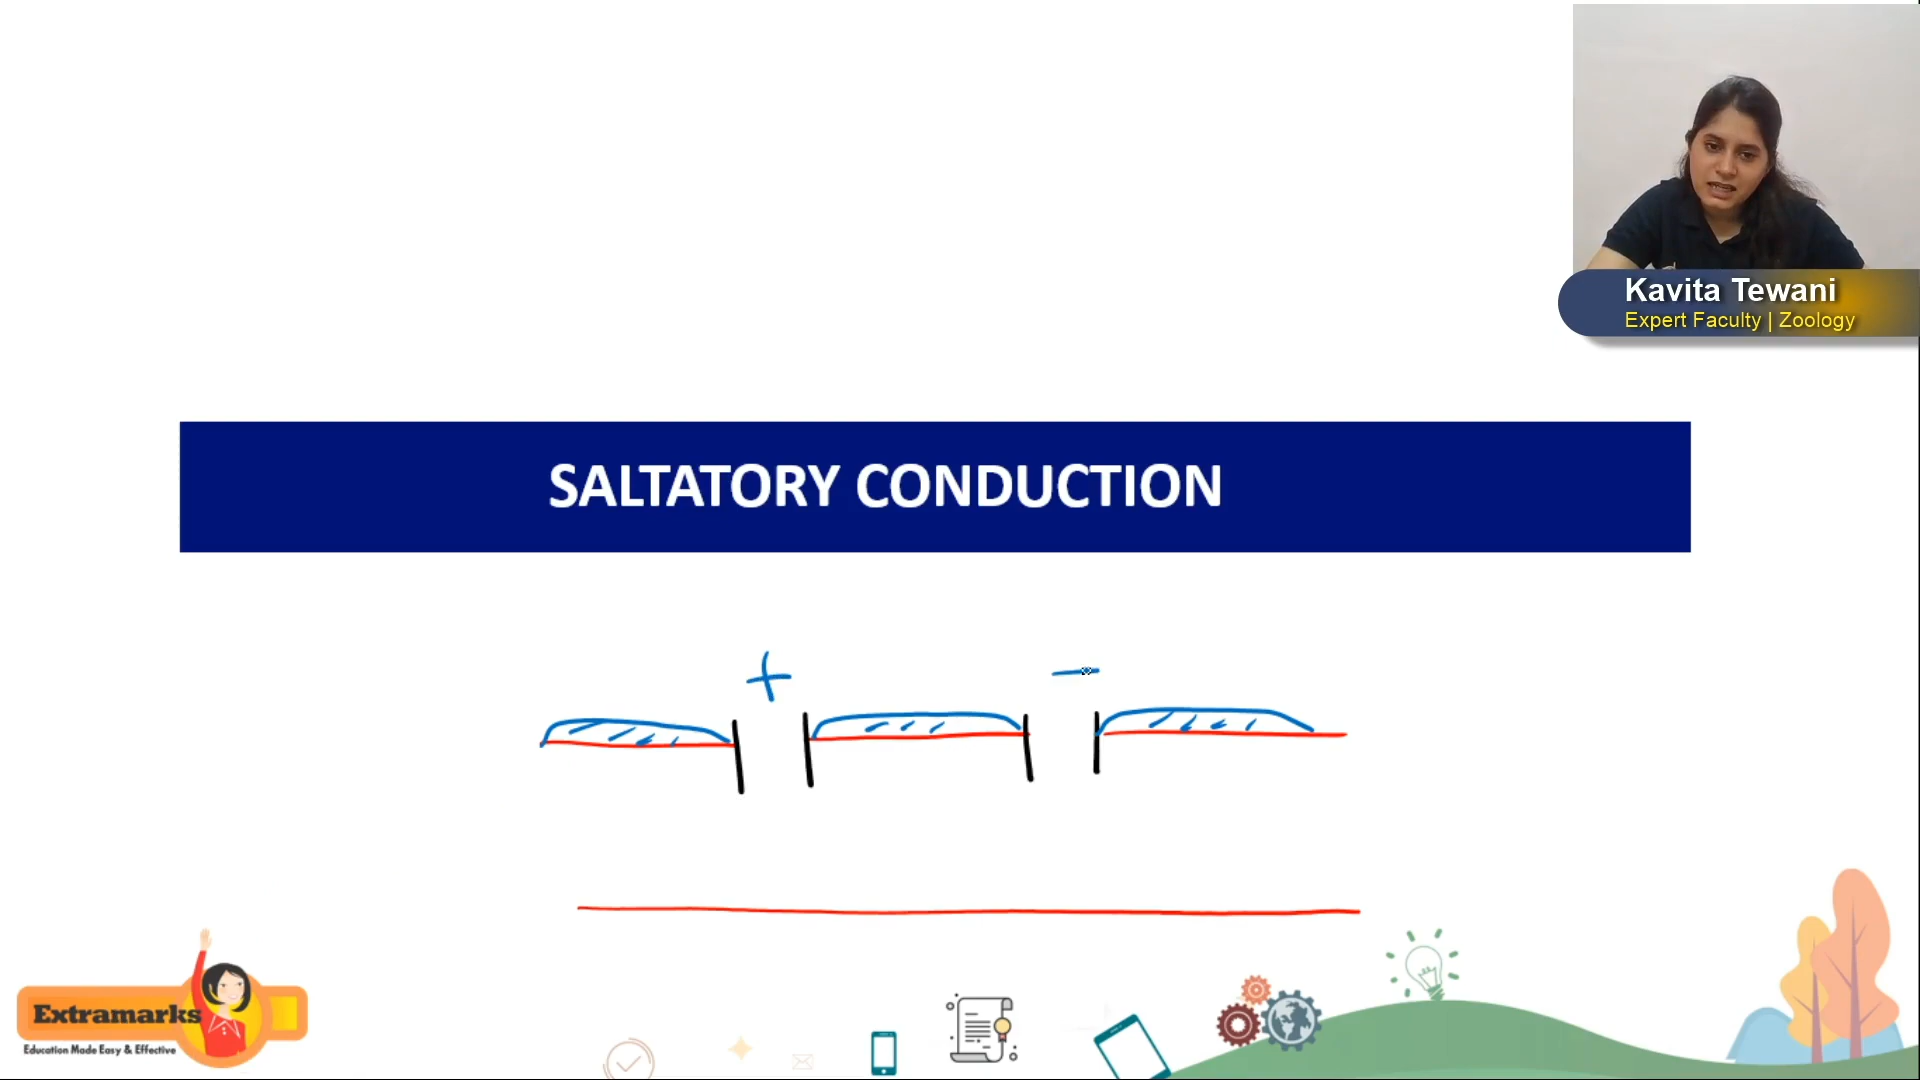 Kavita Tewani
Expert Faculty | Zoology
SALTATORY CONDUCTION
+
−
Extramarks
Education Made Easy & Effective